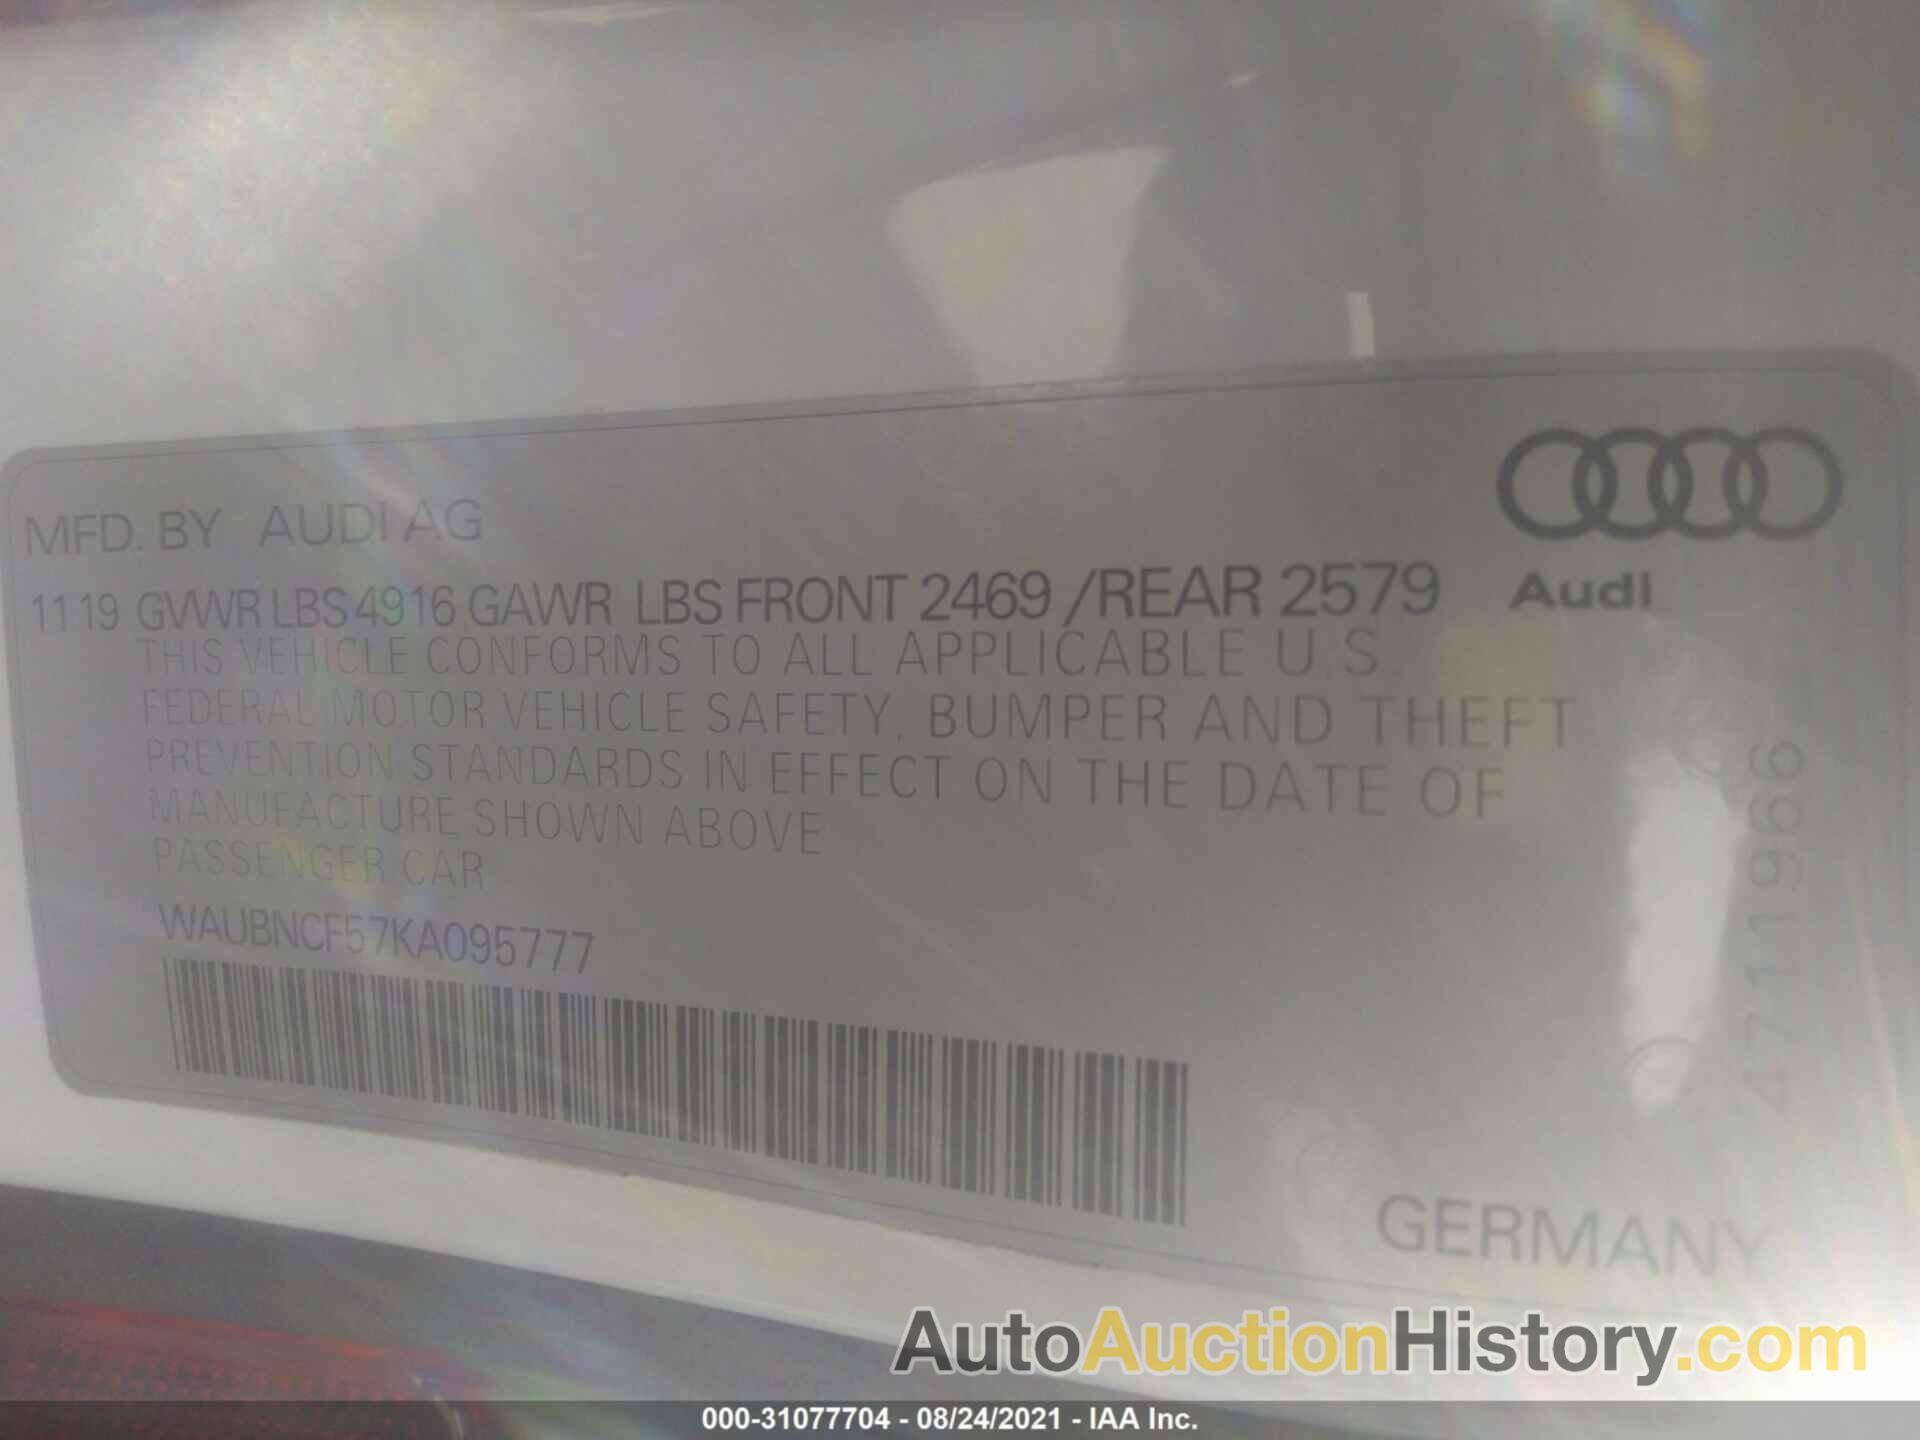 MFD. BY AUDI AG
11 19 GVWR LBS 4916 GAWR LBS FRONT 2469 /REAR 2579
Audi
THIS VEHICLE CONFORMS TO ALL APPLICABLE U.S.
FEDERAL MOTOR VEHICLE SAFETY, BUMPER AND THEFT
PREVENTION STANDARDS IN EFFECT ON THE DATE OF
MANUFACTURE SHOWN ABOVE
PASSENGER CAR
WAUBNCF57KA095777
4711966
GERMANY
AutoAuctionHistory.com
000-31077704 - 08/24/2021 - IAA Inc.